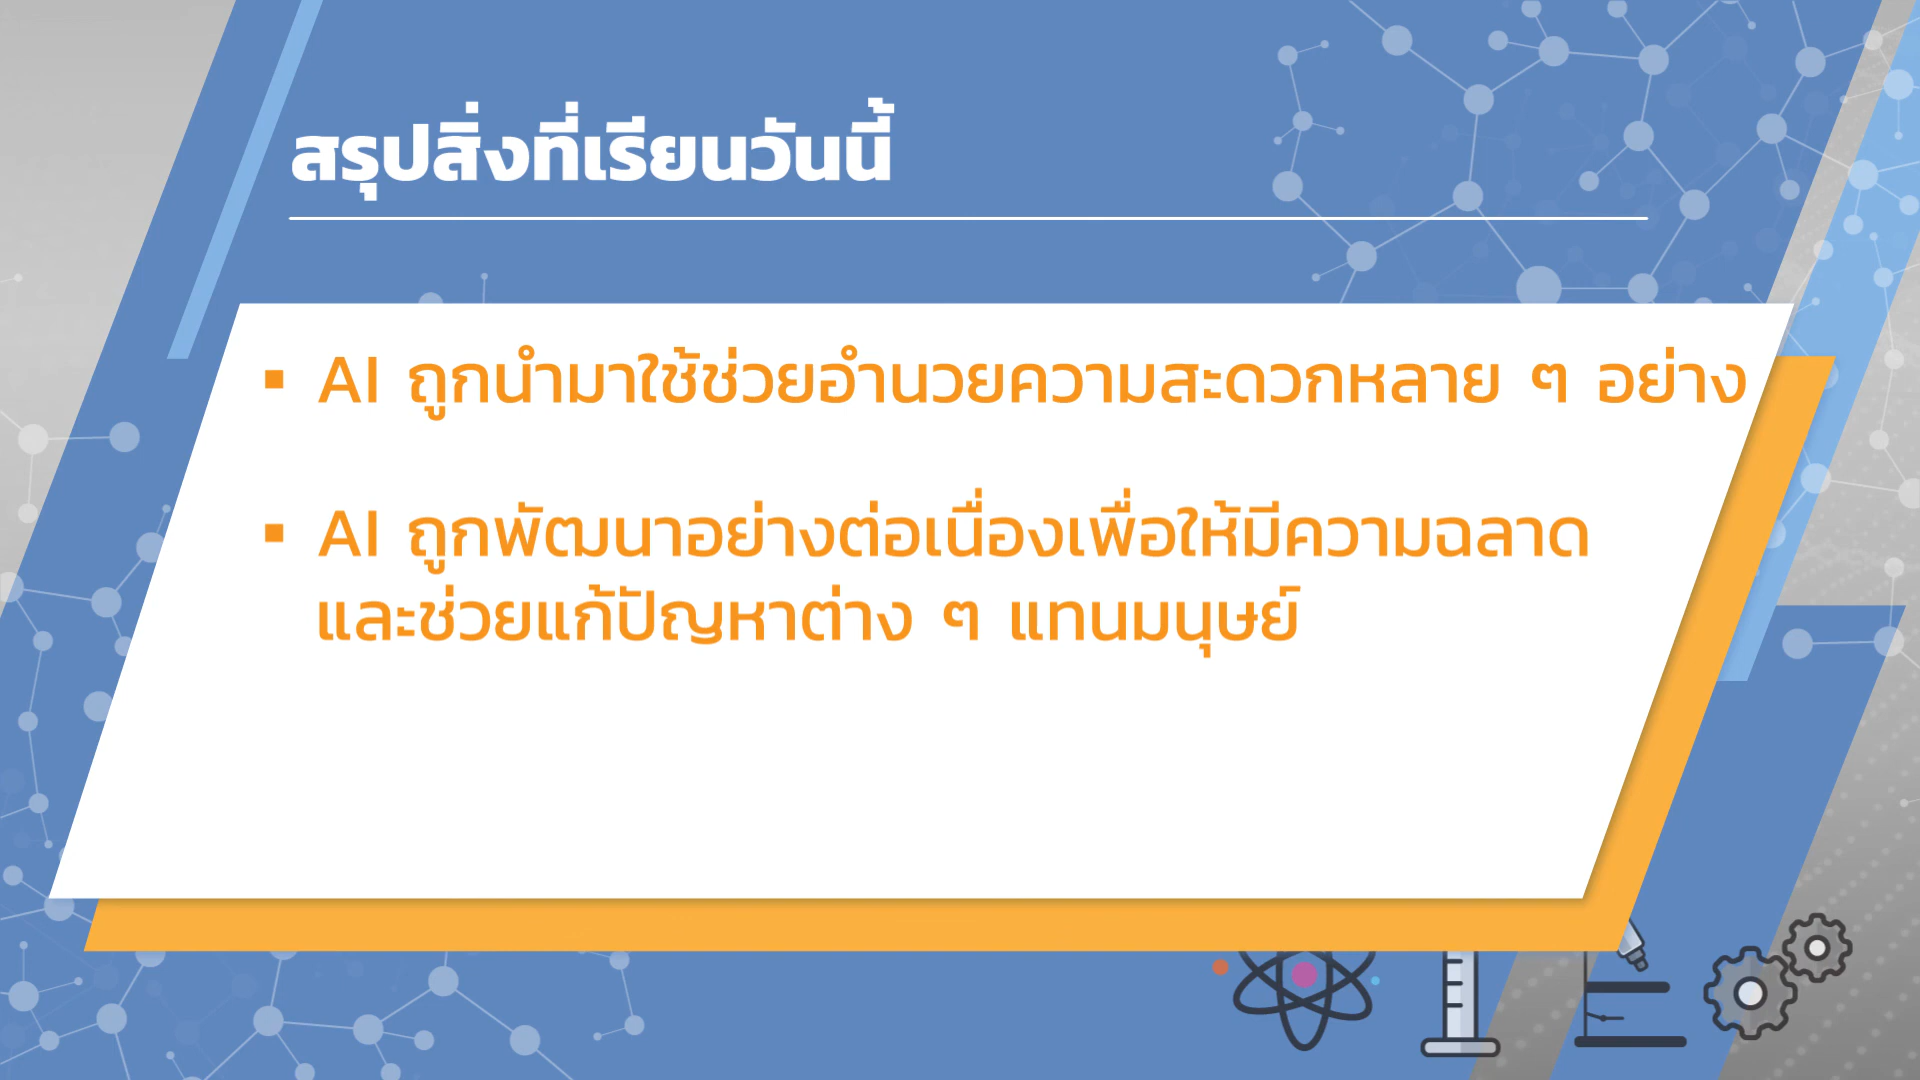 สรุปสิ่งที่เรียนวันนี้
▪ AI ถูกนำมาใช้ช่วยอำนวยความสะดวกหลาย ๆ อย่าง
▪ AI ถูกพัฒนาอย่างต่อเนื่องเพื่อให้มีความฉลาด
และช่วยแก้ปัญหาต่าง ๆ แทนมนุษย์